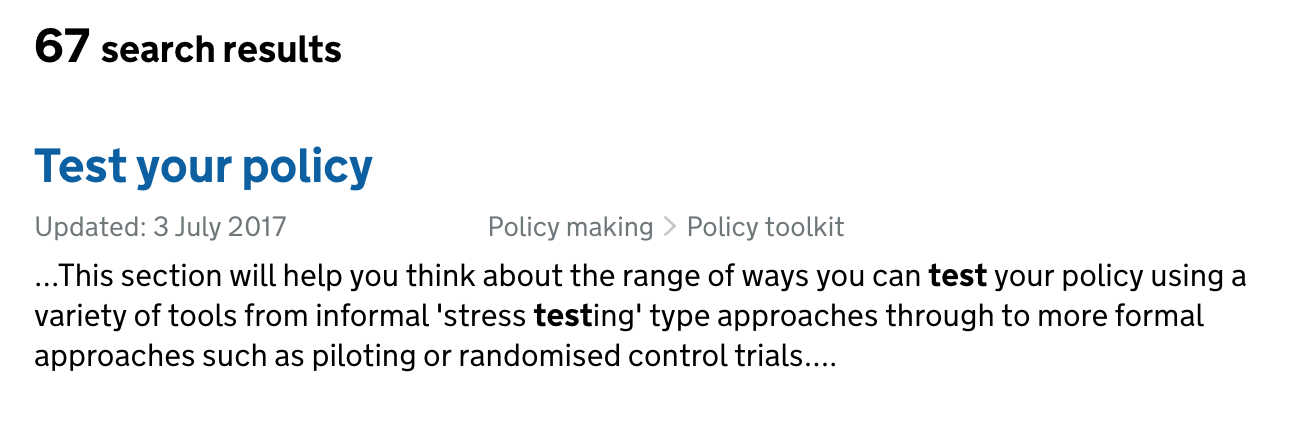 67 search results
Test your policy
Updated: 3 July 2017 Policy making > Policy toolkit
...This section will help you think about the range of ways you can test your policy using a
variety of tools from informal 'stress testing' type approaches through to more formal
approaches such as piloting or randomised control trials....